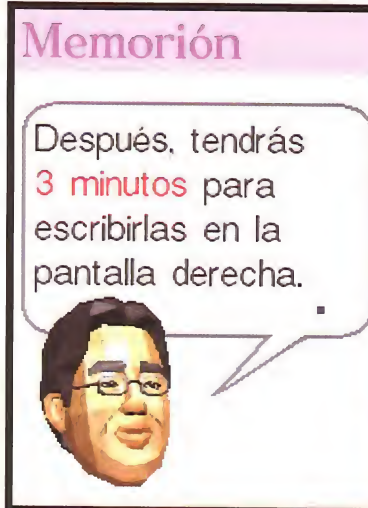 Memorión
Después, tendrás
3 minutos para
escribirlas en la
pantalla derecha.